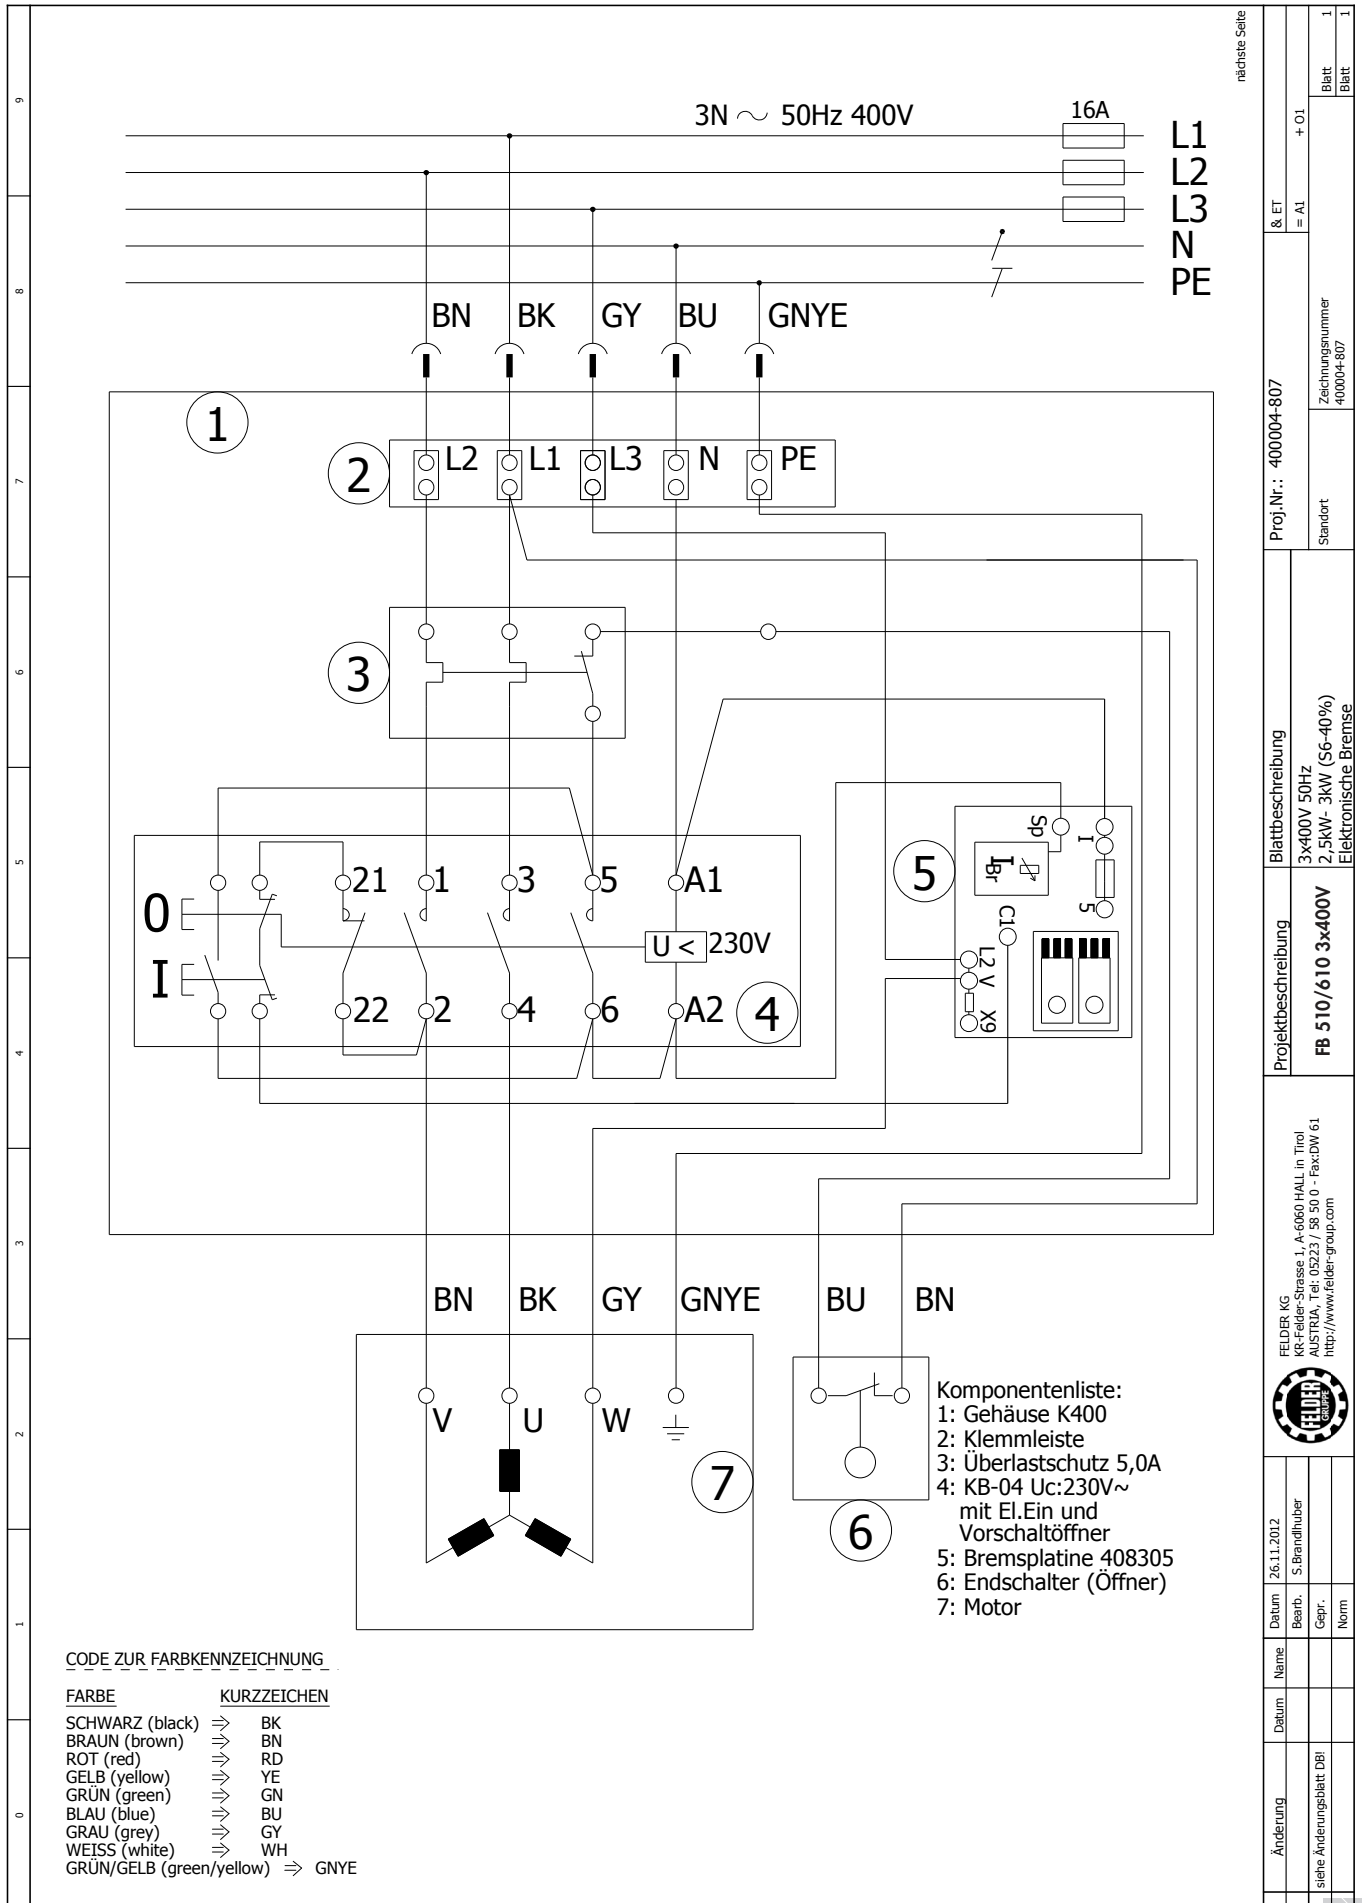 nächste Seite
3N ~ 50Hz 400V
16A
L1
L2
L3
N
PE
BN
BK
GY
BU
GNYE
1
2
L2
L1
L3
N
PE
3
4
0
I
21
1
3
5
A1
U <
230V
22
2
4
6
A2
5
Sp
I
IBr
5
C1
L2
V
X9
BN
BK
GY
GNYE
BU
BN
V
U
W
7
6
Komponentenliste:
1: Gehäuse K400
2: Klemmleiste
3: Überlastschutz 5,0A
4: KB-04 Uc:230V~
mit El.Ein und
Vorschaltöffner
5: Bremsplatine 408305
6: Endschalter (Öffner)
7: Motor
CODE ZUR FARBKENNZEICHNUNG
FARBE KURZZEICHEN
SCHWARZ (black) ⇒ BK
BRAUN (brown) ⇒ BN
ROT (red) ⇒ RD
GELB (yellow) ⇒ YE
GRÜN (green) ⇒ GN
BLAU (blue) ⇒ BU
GRAU (grey) ⇒ GY
WEISS (white) ⇒ WH
GRÜN/GELB (green/yellow) ⇒ GNYE
0
1
2
3
4
5
6
7
8
9
Änderung
Datum
Name
siehe Änderungsblatt DB!
Datum
26.11.2012
Bearb.
S.Brandlhuber
Gepr.
Norm
FELDER
GRUPPE
FELDER KG
KR-Felder-Strasse 1, A-6060 HALL in Tirol
AUSTRIA, Tel: 05223 / 58 50 0 - Fax:DW 61
http://www.felder-group.com
Projektbeschreibung
FB 510/610 3x400V
Blattbeschreibung
3x400V 50Hz
2,5kW- 3kW (S6-40%)
Elektronische Bremse
Proj.Nr.: 400004-807
Standort
Zeichnungsnummer
400004-807
& ET
= A1
+ O1
Blatt 1
Blatt 1